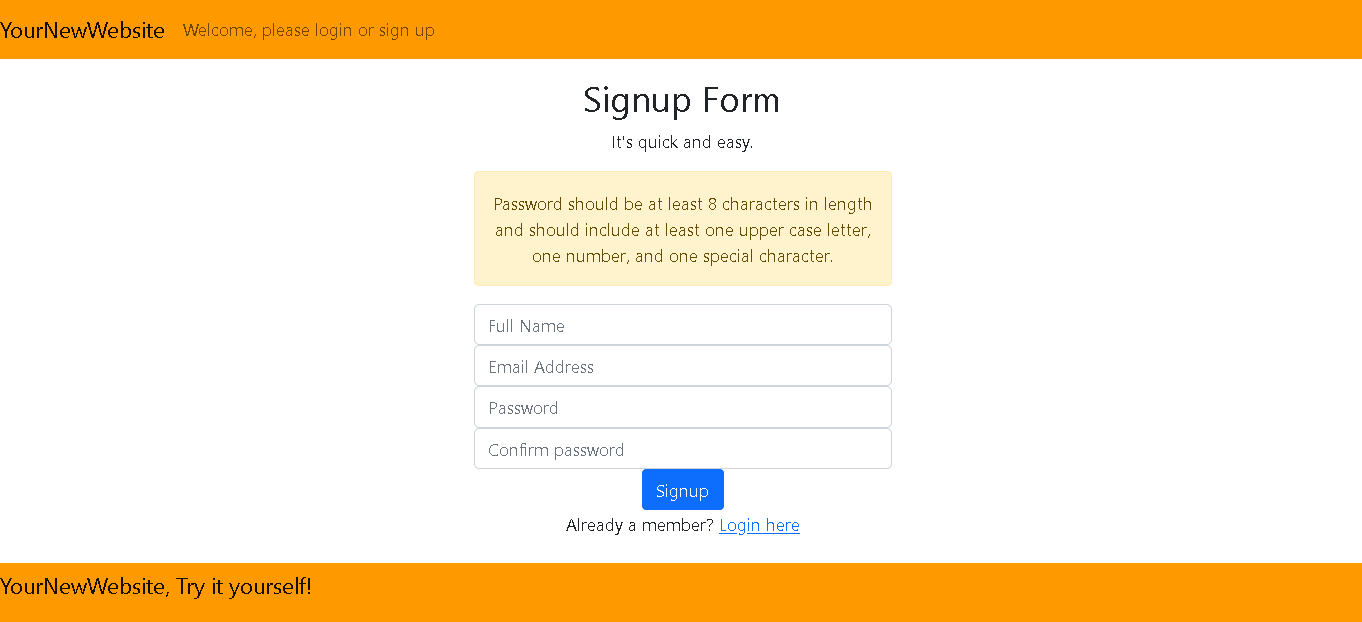 YourNewWebsite Welcome, please login or sign up
Signup Form
It's quick and easy.
Password should be at least 8 characters in length
and should include at least one upper case letter,
one number, and one special character.
Full Name
Email Address
Password
Confirm password
Signup
Already a member? Login here
YourNewWebsite, Try it yourself!